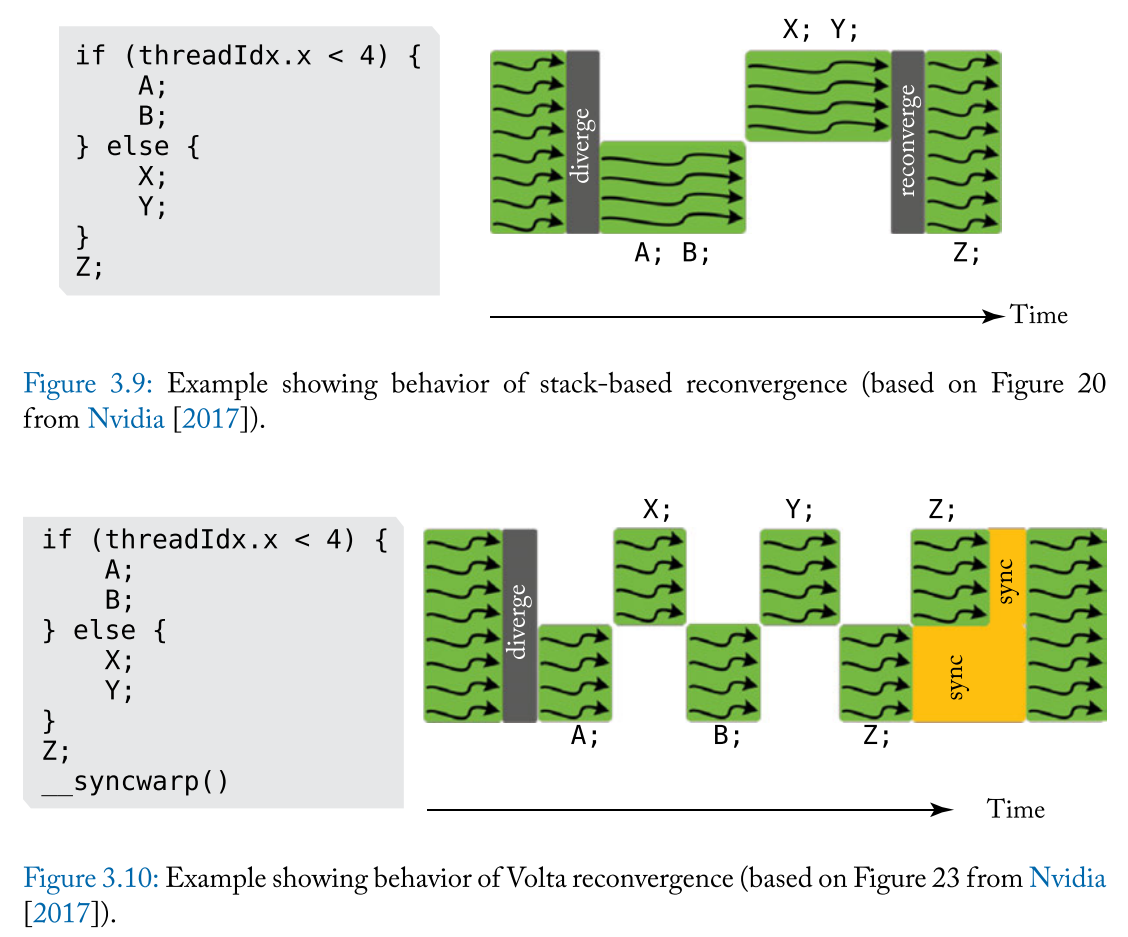 if (threadIdx.x < 4) {
A;
B;
} else {
X;
Y;
}
Z;
X; Y;
diverge
reconverge
A; B;
Z;
Time
Figure 3.9: Example showing behavior of stack-based reconvergence (based on Figure 20
from Nvidia [2017]).
if (threadIdx.x < 4) {
A;
B;
} else {
X;
Y;
}
Z;
__syncwarp()
X;
Y;
Z;
diverge
sync
sync
A;
B;
Z;
Time
Figure 3.10: Example showing behavior of Volta reconvergence (based on Figure 23 from Nvidia
[2017]).